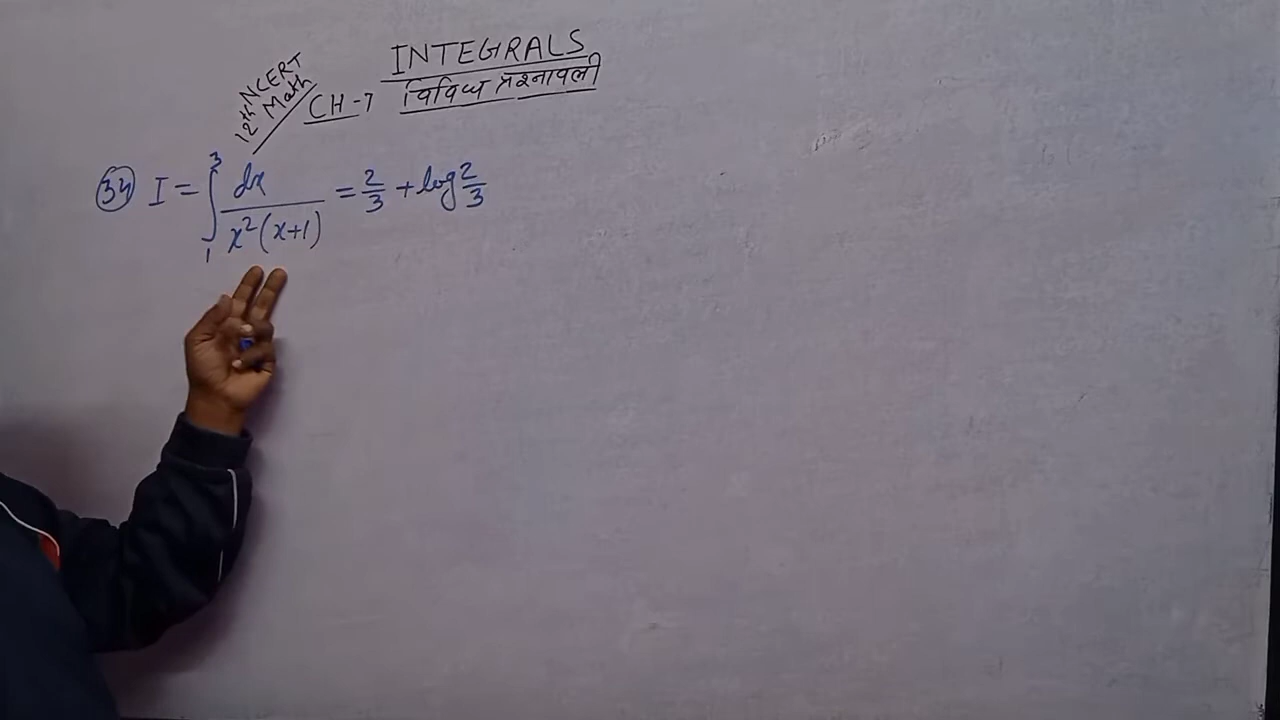 INTEGRALS
12th NCERT Math
CH-7 विविध प्रश्नावली
34 I = ∫₁³ dx / x²(x+1) = 2/3 + log 2/3